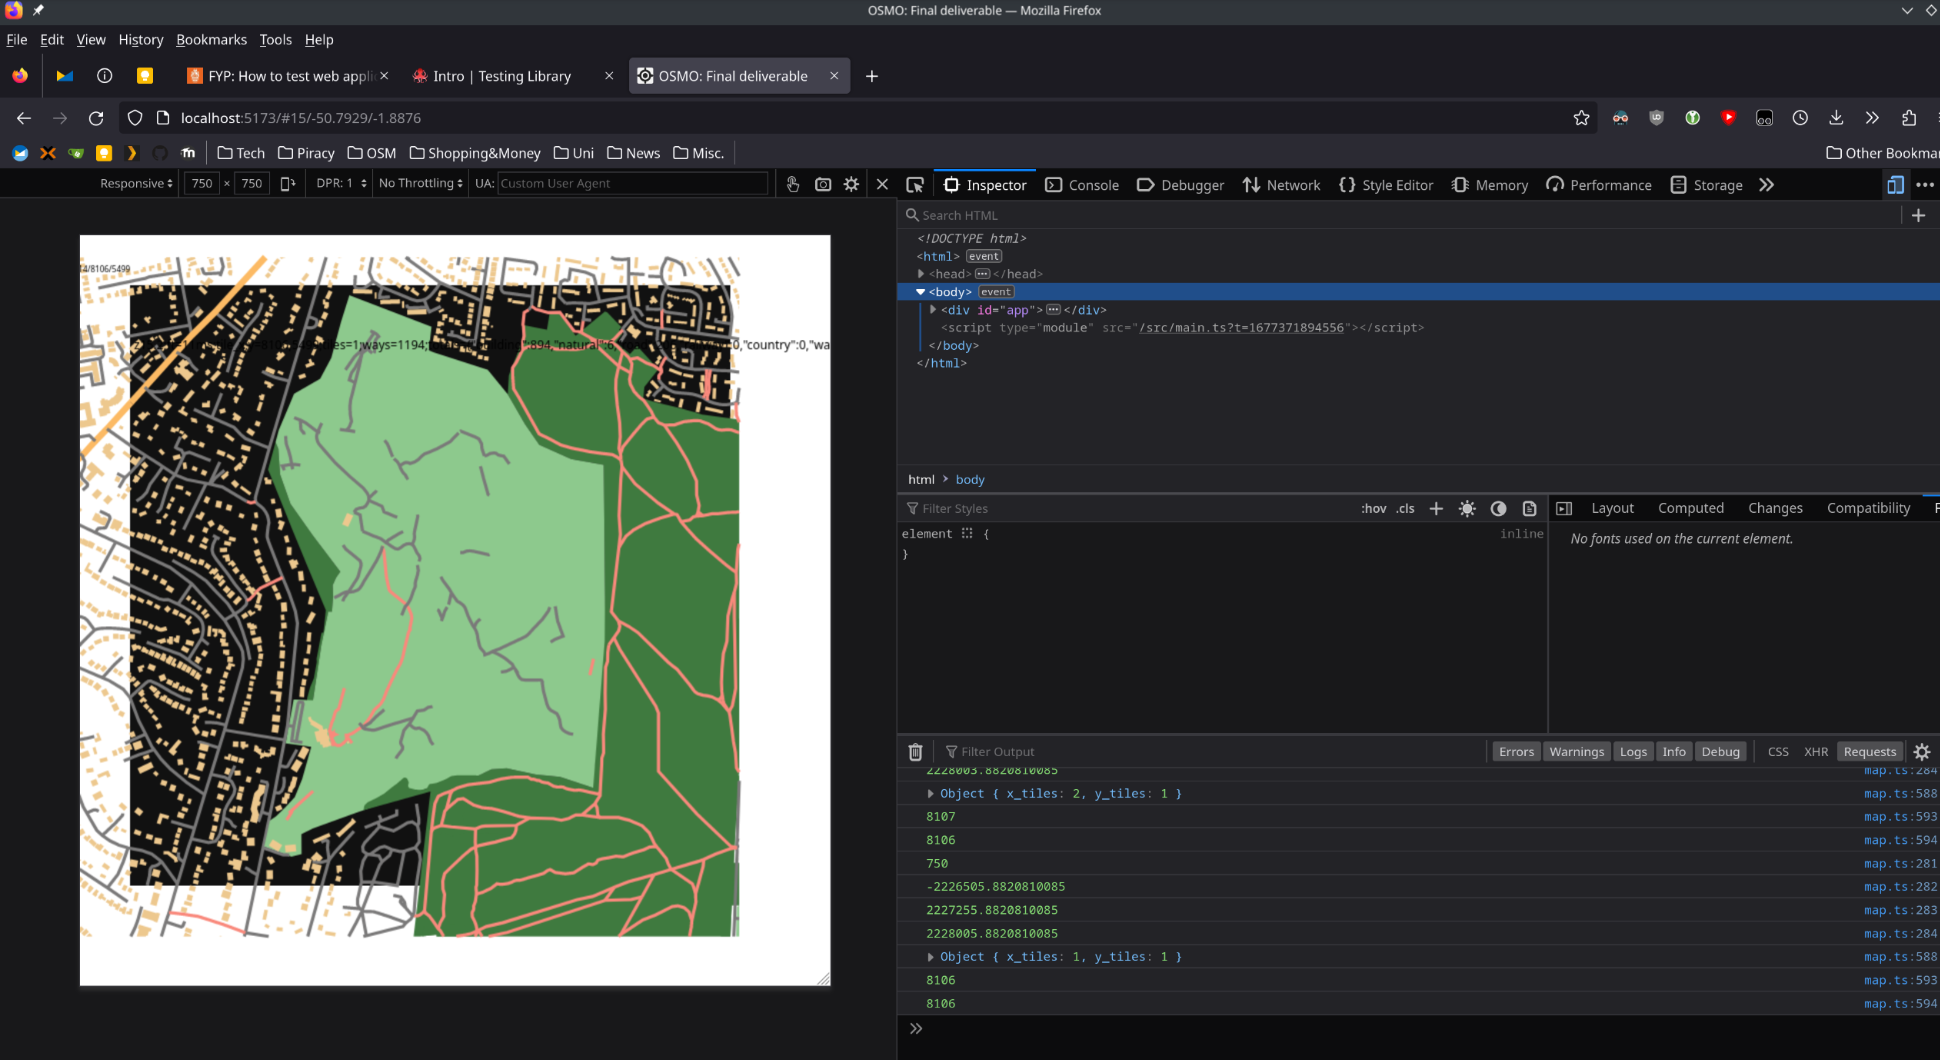 OSMO: Final deliverable — Mozilla Firefox
File Edit View History Bookmarks Tools Help
FYP: How to test web appli
Intro | Testing Library
OSMO: Final deliverable
localhost:5173/#15/-50.7929/-1.8876
Tech Piracy OSM Shopping&Money Uni News Misc. Other Bookmar
Responsive 750 × 750 DPR: 1 No Throttling UA: Custom User Agent
Inspector Console Debugger Network Style Editor Memory Performance Storage
Search HTML
<!DOCTYPE html>
<html> event
<head> ••• </head>
<body> event
<div id="app"> ••• </div>
<script type="module" src="/src/main.ts?t=1677371894556"></script>
</body>
</html>
14/8106/5499
les=1;ways=1194; :894,"natural":6, 0,"country":0,"wa
html > body
Filter Styles :hov .cls +
Layout Computed Changes Compatibility F
element { inline
}
No fonts used on the current element.
Filter Output Errors Warnings Logs Info Debug CSS XHR Requests
2228003.8820810085 map.ts:284
Object { x_tiles: 2, y_tiles: 1 } map.ts:588
8107 map.ts:593
8106 map.ts:594
750 map.ts:281
-2226505.8820810085 map.ts:282
2227255.8820810085 map.ts:283
2228005.8820810085 map.ts:284
Object { x_tiles: 1, y_tiles: 1 } map.ts:588
8106 map.ts:593
8106 map.ts:594